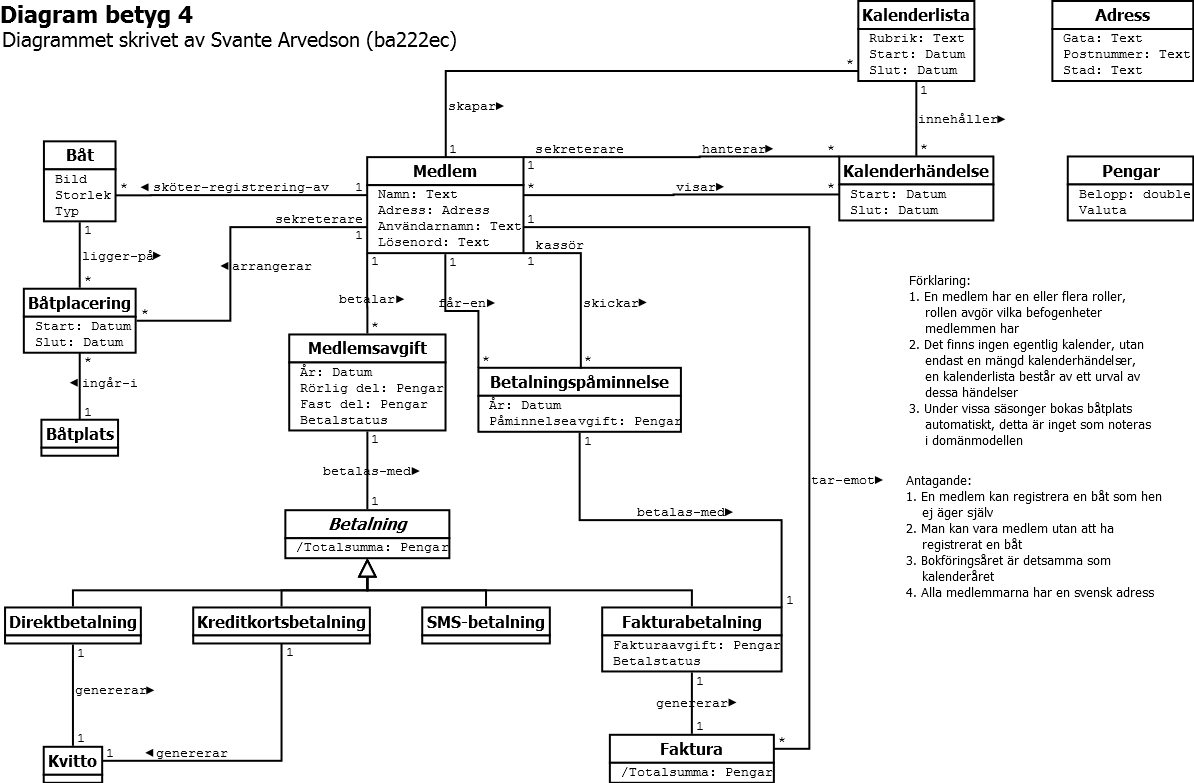 Diagram betyg 4
Diagrammet skrivet av Svante Arvedson (ba222ec)
Kalenderlista
Rubrik: Text
Start: Datum
Slut: Datum
Adress
Gata: Text
Postnummer: Text
Stad: Text
*
skapar►
1
1
innehåller►
*
Båt
Bild
Storlek
Typ
*
◄ sköter-registrering-av
1
Medlem
Namn: Text
Adress: Adress
Användarnamn: Text
Lösenord: Text
sekreterare
hanterar►
1
*
*
visar►
*
Kalenderhändelse
Start: Datum
Slut: Datum
Pengar
Belopp: double
Valuta
sekreterare
1
◄arrangerar
*
1
ligger-på►
*
Båtplacering
Start: Datum
Slut: Datum
*
◄ingår-i
1
Båtplats
1
betalar►
*
1
får-en►
*
kassör
1
skickar►
*
1
tar-emot►
*
Medlemsavgift
År: Datum
Rörlig del: Pengar
Fast del: Pengar
Betalstatus
Betalningspåminnelse
År: Datum
Påminnelseavgift: Pengar
Förklaring:
1. En medlem har en eller flera roller,
rollen avgör vilka befogenheter
medlemmen har
2. Det finns ingen egentlig kalender, utan
endast en mängd kalenderhändelser,
en kalenderlista består av ett urval av
dessa händelser
3. Under vissa säsonger bokas båtplats
automatiskt, detta är inget som noteras
i domänmodellen
Antagande:
1. En medlem kan registrera en båt som hen
ej äger själv
2. Man kan vara medlem utan att ha
registrerat en båt
3. Bokföringsåret är detsamma som
kalenderåret
4. Alla medlemmarna har en svensk adress
1
betalas-med►
1
1
betalas-med►
1
Betalning
/Totalsumma: Pengar
Direktbetalning
Kreditkortsbetalning
SMS-betalning
Fakturabetalning
Fakturaavgift: Pengar
Betalstatus
1
genererar►
1
1
◄genererar
1
1
genererar►
1
Kvitto
Faktura
/Totalsumma: Pengar